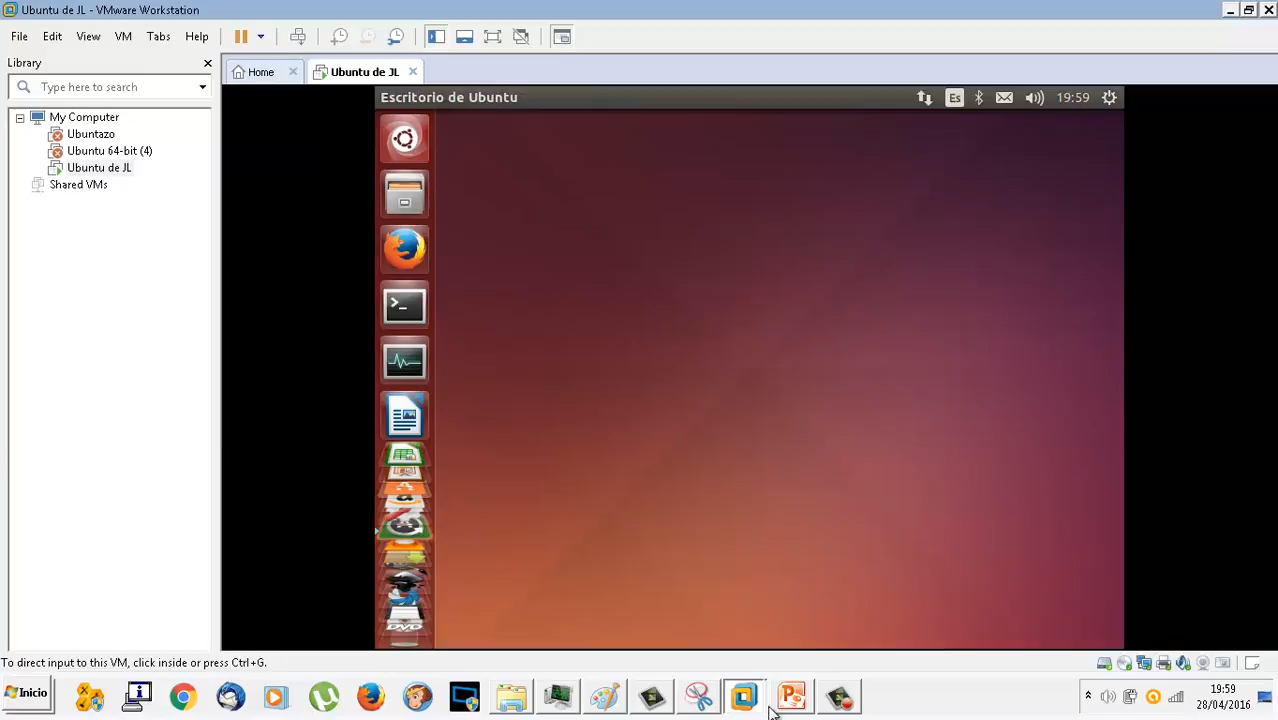 Ubuntu de JL - VMware Workstation
File Edit View VM Tabs Help
Library
Home
Ubuntu de JL
Type here to search
My Computer
Ubuntazo
Ubuntu 64-bit (4)
Ubuntu de JL
Shared VMs
Escritorio de Ubuntu
Es
19:59
DVD
To direct input to this VM, click inside or press Ctrl+G.
Inicio
19:59
28/04/2016